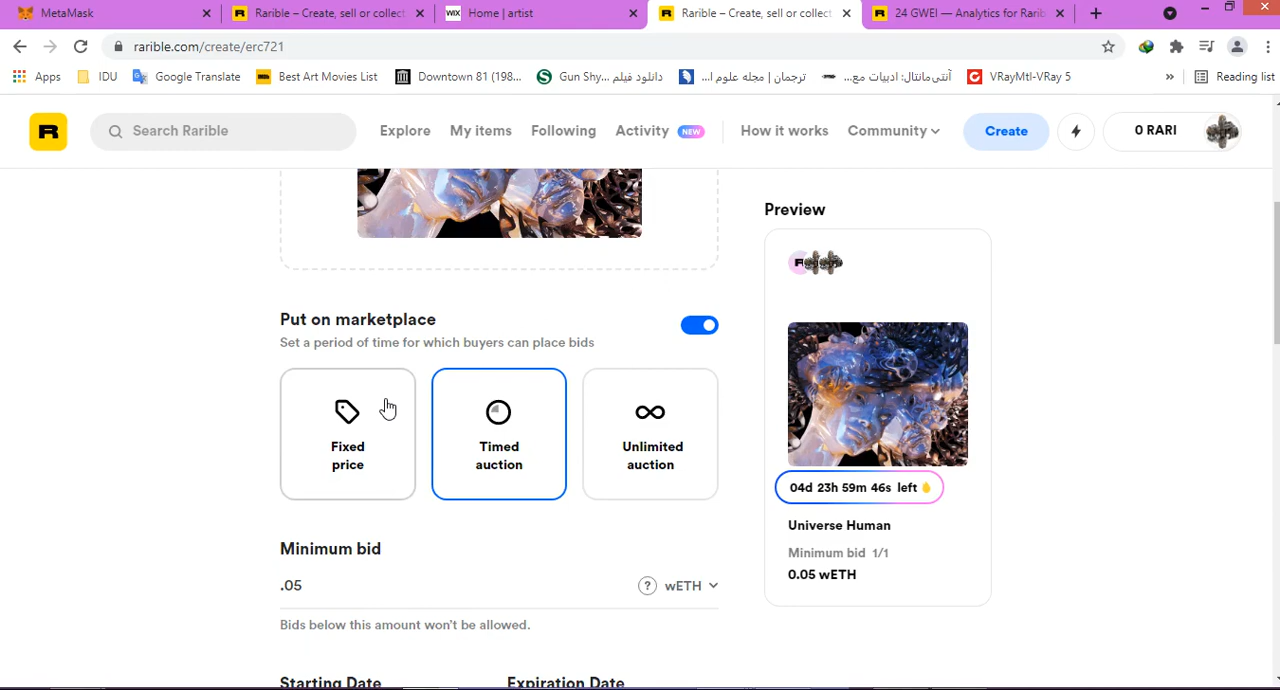 MetaMask
Rarible – Create, sell or collect
Home | artist
Rarible – Create, sell or collect
24 GWEI — Analytics for Rarib
rarible.com/create/erc721
Apps
IDU
Google Translate
Best Art Movies List
Downtown 81 (198...
دانلود فیلم Gun Shy...
ترجمان | مجله علوم ا...
آنتی‌مانتال: ادبیات مع...
VRayMtl-VRay 5
»
Reading list
R
Search Rarible
Explore
My items
Following
Activity NEW
How it works
Community
Create
0 RARI
Preview
Put on marketplace
Set a period of time for which buyers can place bids
Fixed
price
Timed
auction
Unlimited
auction
04d 23h 59m 46s left
Universe Human
Minimum bid 1/1
0.05 wETH
Minimum bid
.05
? wETH
Bids below this amount won't be allowed.
Starting Date
Expiration Date